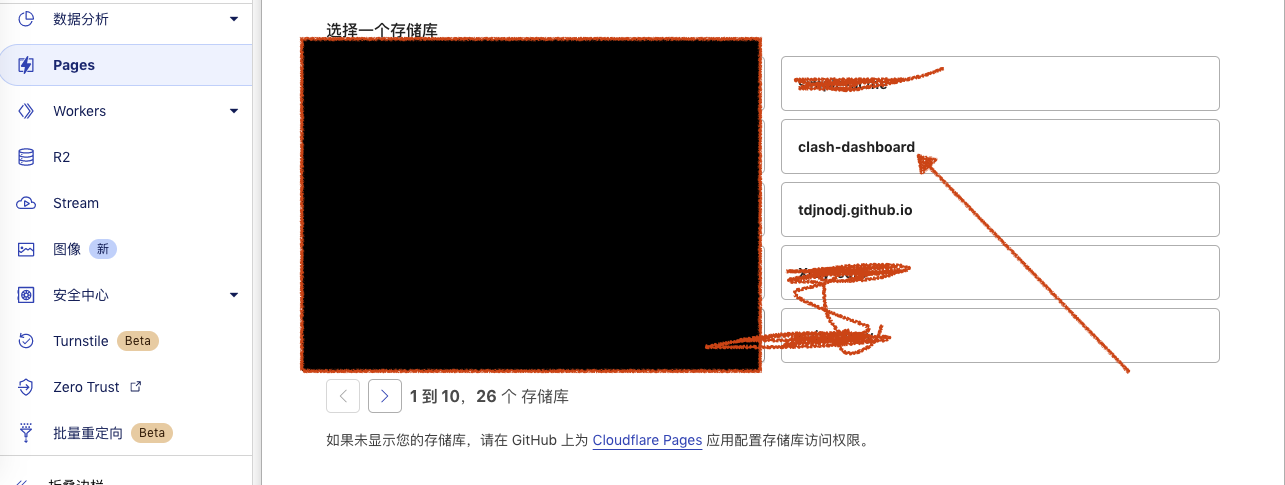 数据分析
Pages
Workers
R2
Stream
图像 新
安全中心
Turnstile Beta
Zero Trust
批量重定向 Beta
折叠边栏
选择一个存储库
clash-dashboard
tdjnodj.github.io
1 到 10，26 个 存储库
如果未显示您的存储库，请在 GitHub 上为 Cloudflare Pages 应用配置存储库访问权限。